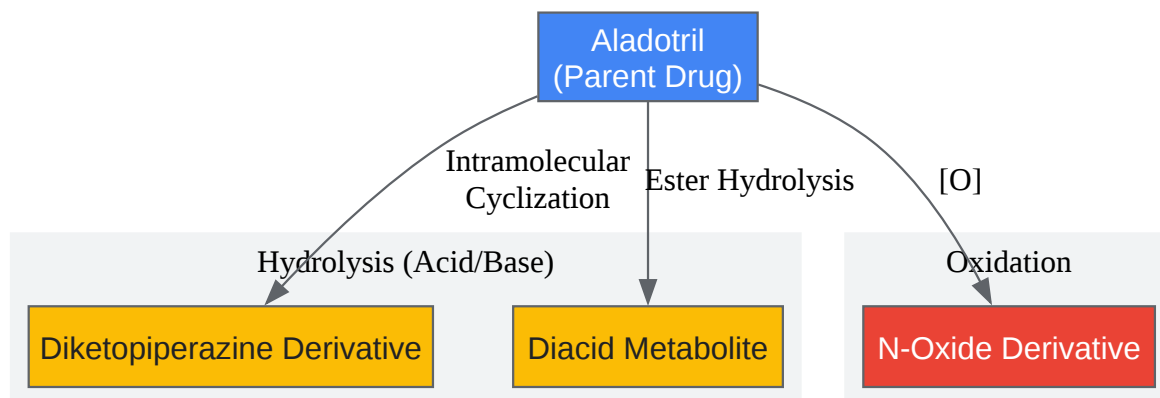 Aladotril
(Parent Drug)
Intramolecular
Cyclization
Ester Hydrolysis
[O]
Hydrolysis (Acid/Base)
Oxidation
Diketopiperazine Derivative
Diacid Metabolite
N-Oxide Derivative